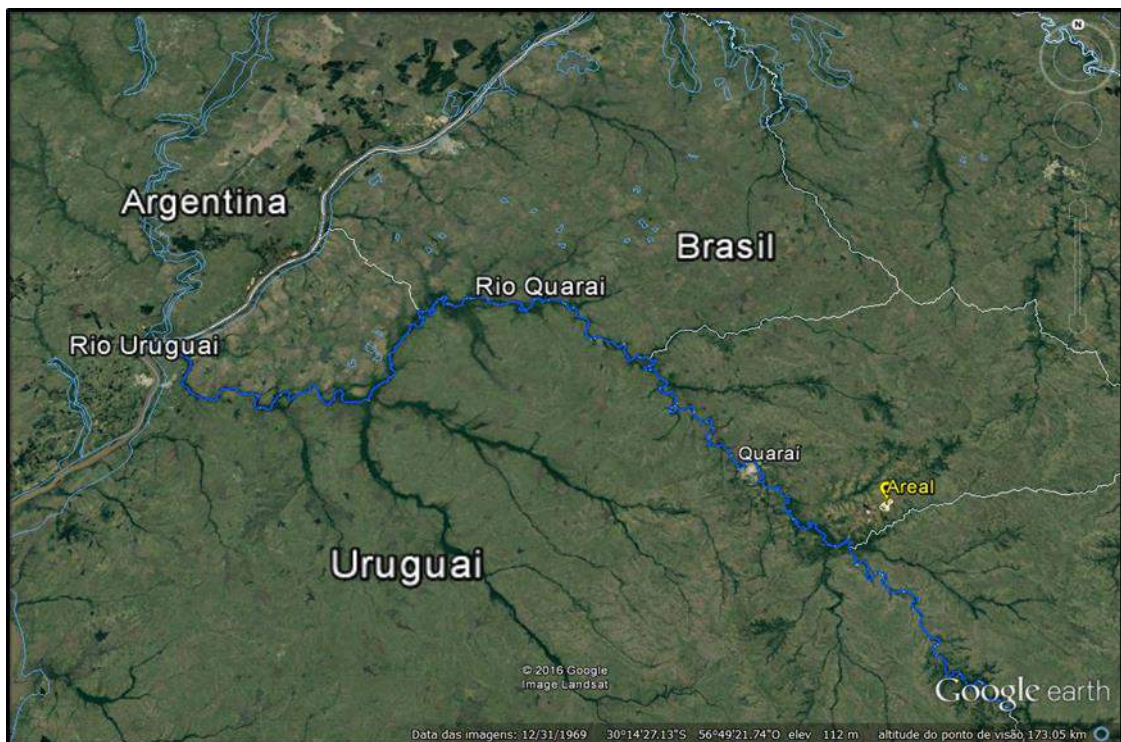 N
Argentina
Brasil
Rio Quarai
Rio Uruguai
Quaraí
Areal
Uruguai
© 2016 Google
Image Landsat
Google earth
Data das imagens: 12/31/1969 30°14'27.13"S 56°49'21.74"O elev 112 m altitude do ponto de visão 173.05 km